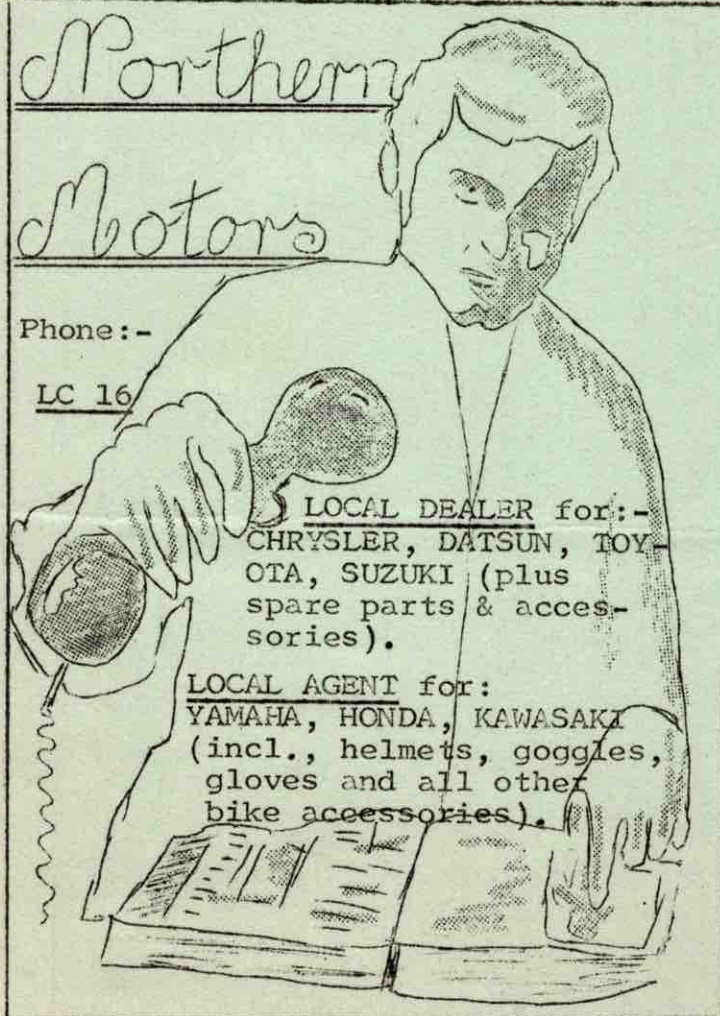 Northern
Motors
Phone:-
LC 16
LOCAL DEALER for:-
CHRYSLER, DATSUN, TOY-
OTA, SUZUKI (plus
spare parts & acces-
sories).
LOCAL AGENT for:
YAMAHA, HONDA, KAWASAKI
(incl., helmets, goggles,
gloves and all other
bike accessories).